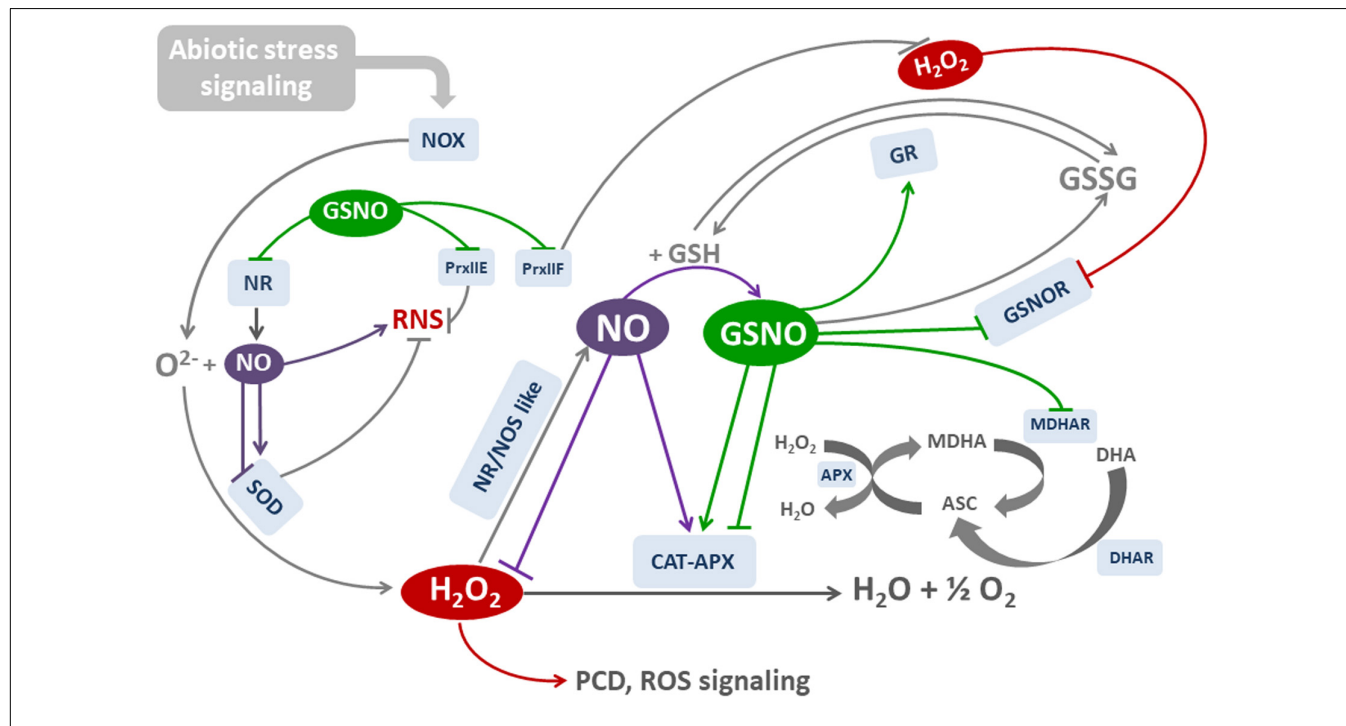 Abiotic stress
signaling
NOX
GSNO
NR
PrxIIE
PrxIIF
RNS
O²⁻ +
NO
SOD
H₂O₂
GR
GSSG
+ GSH
GSNOR
NO
GSNO
NR/NOS like
MDHAR
H₂O₂
MDHA
DHA
APX
H₂O
ASC
DHAR
CAT-APX
H₂O₂
H₂O + ½ O₂
PCD, ROS signaling